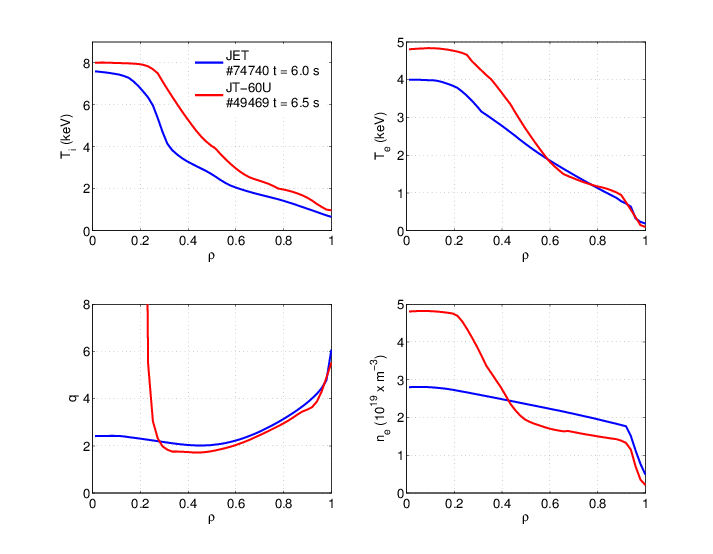 8
6
4
2
0
T_i (keV)
JET
#74740 t = 6.0 s
JT−60U
#49469 t = 6.5 s
0 0.2 0.4 0.6 0.8 1
ρ
5
4
3
2
1
0
T_e (keV)
0 0.2 0.4 0.6 0.8 1
ρ
8
6
4
2
0
q
0 0.2 0.4 0.6 0.8 1
ρ
5
4
3
2
1
0
n_e (10^19 x m^−3)
0 0.2 0.4 0.6 0.8 1
ρ